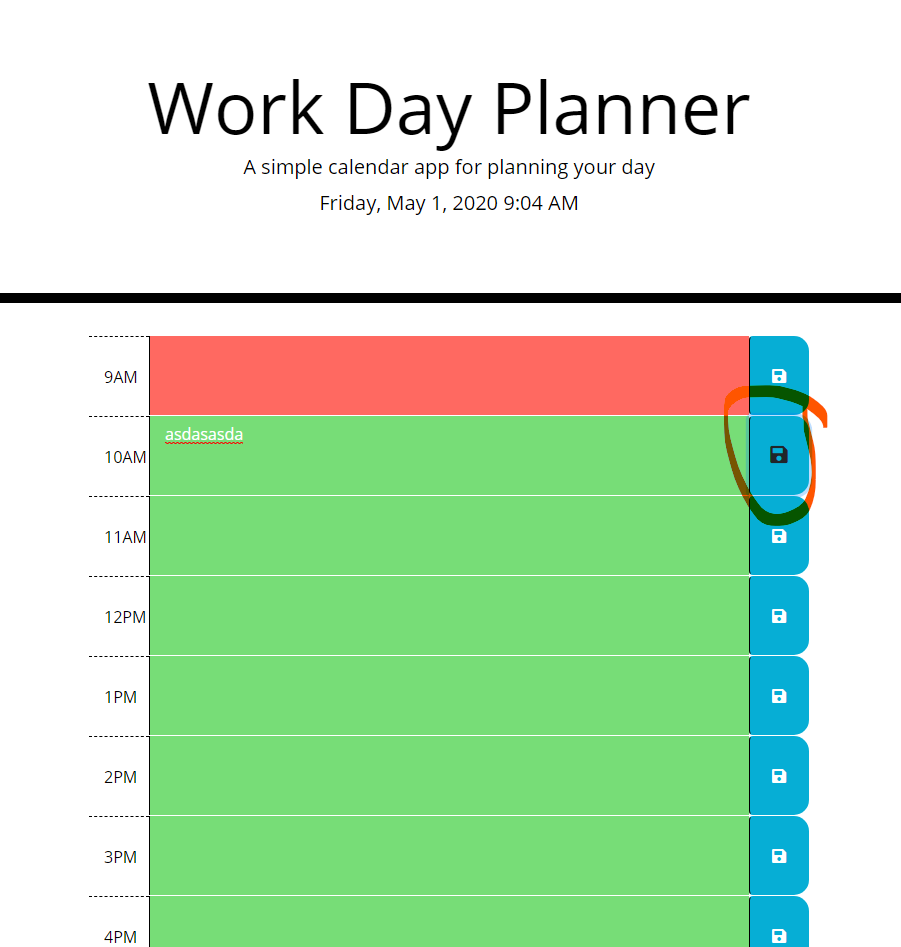 Work Day Planner
A simple calendar app for planning your day
Friday, May 1, 2020 9:04 AM
9AM
asdasasda
10AM
11AM
12PM
1PM
2PM
3PM
4PM